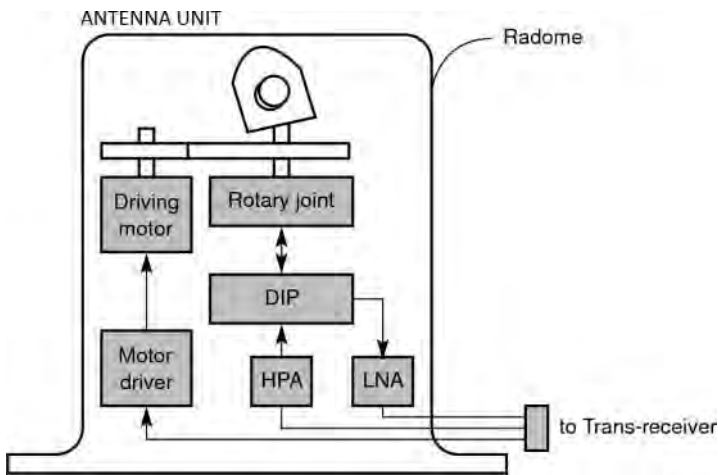 ANTENNA UNIT
Radome
Driving
motor
Rotary joint
DIP
Motor
driver
HPA
LNA
to Trans-receiver